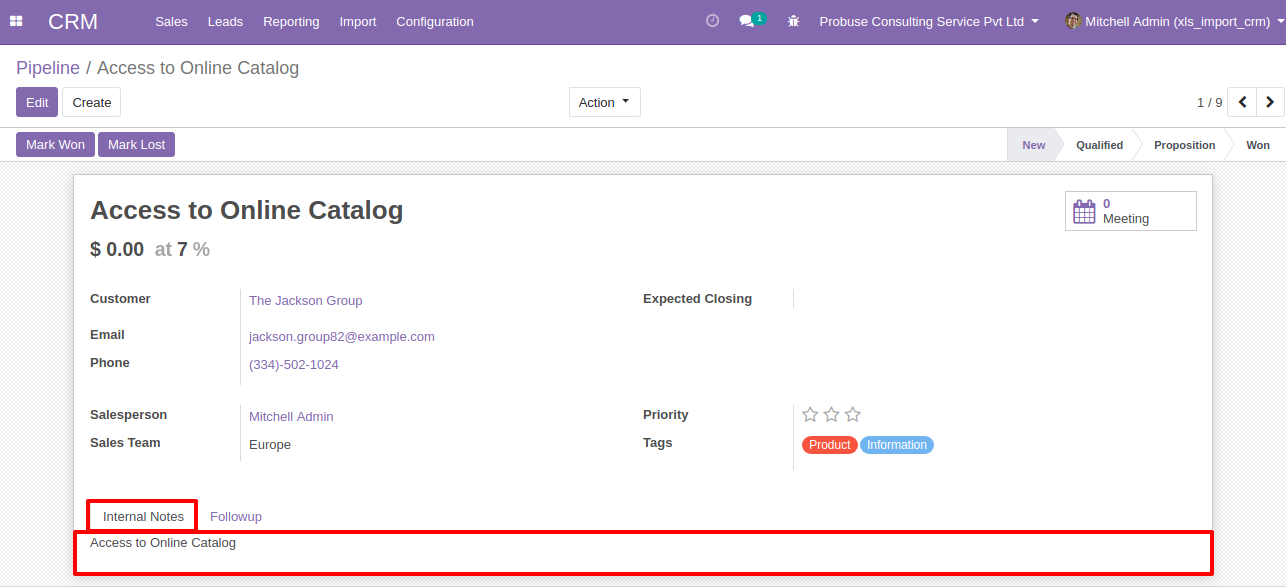 CRM Sales Leads Reporting Import Configuration 1 Probuse Consulting Service Pvt Ltd Mitchell Admin (xls_import_crm)
Pipeline / Access to Online Catalog
Edit Create Action 1 / 9
Mark Won Mark Lost New Qualified Proposition Won
Access to Online Catalog
0
Meeting
$ 0.00 at 7 %
Customer The Jackson Group Expected Closing
Email jackson.group82@example.com
Phone (334)-502-1024
Salesperson Mitchell Admin Priority
Sales Team Europe Tags Product Information
Internal Notes Followup
Access to Online Catalog